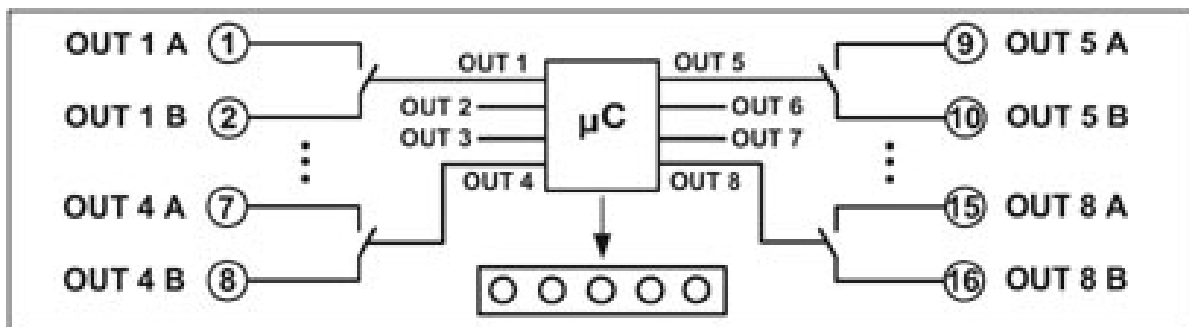 OUT 1 A 1
OUT 1 B 2
OUT 4 A 7
OUT 4 B 8
OUT 1
OUT 2
OUT 3
OUT 4
µC
OUT 5
OUT 6
OUT 7
OUT 8
9 OUT 5 A
10 OUT 5 B
15 OUT 8 A
16 OUT 8 B